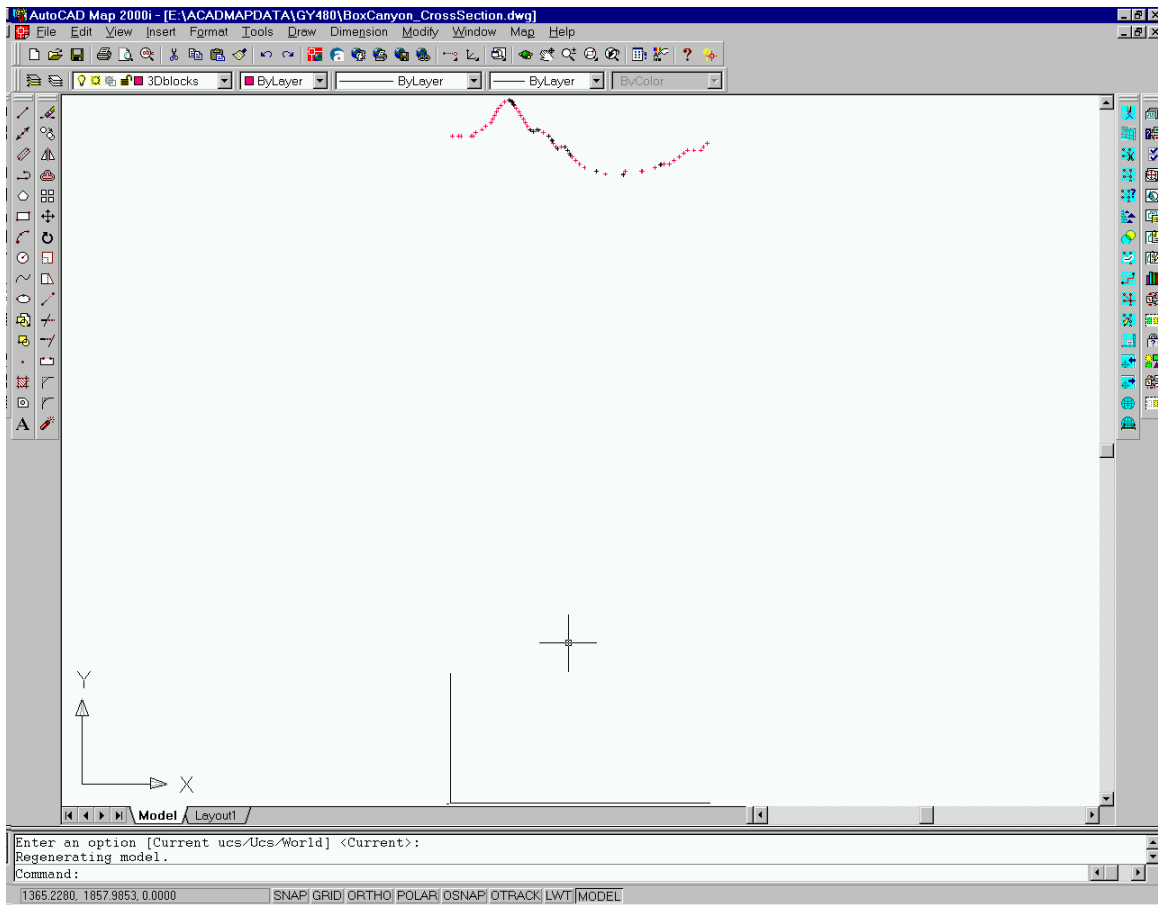 AutoCAD Map 2000i - [E:\ACADMAPDATA\GY480\BoxCanyon_CrossSection.dwg]
File Edit View Insert Format Tools Draw Dimension Modify Window Map Help
3Dblocks ByLayer ByLayer ByLayer ByColor
A
Y
X
Model Layout1
Enter an option [Current ucs/Ucs/World] <Current>:
Regenerating model.
Command:
1365.2280, 1857.9853, 0.0000 SNAP GRID ORTHO POLAR OSNAP OTRACK LWT MODEL